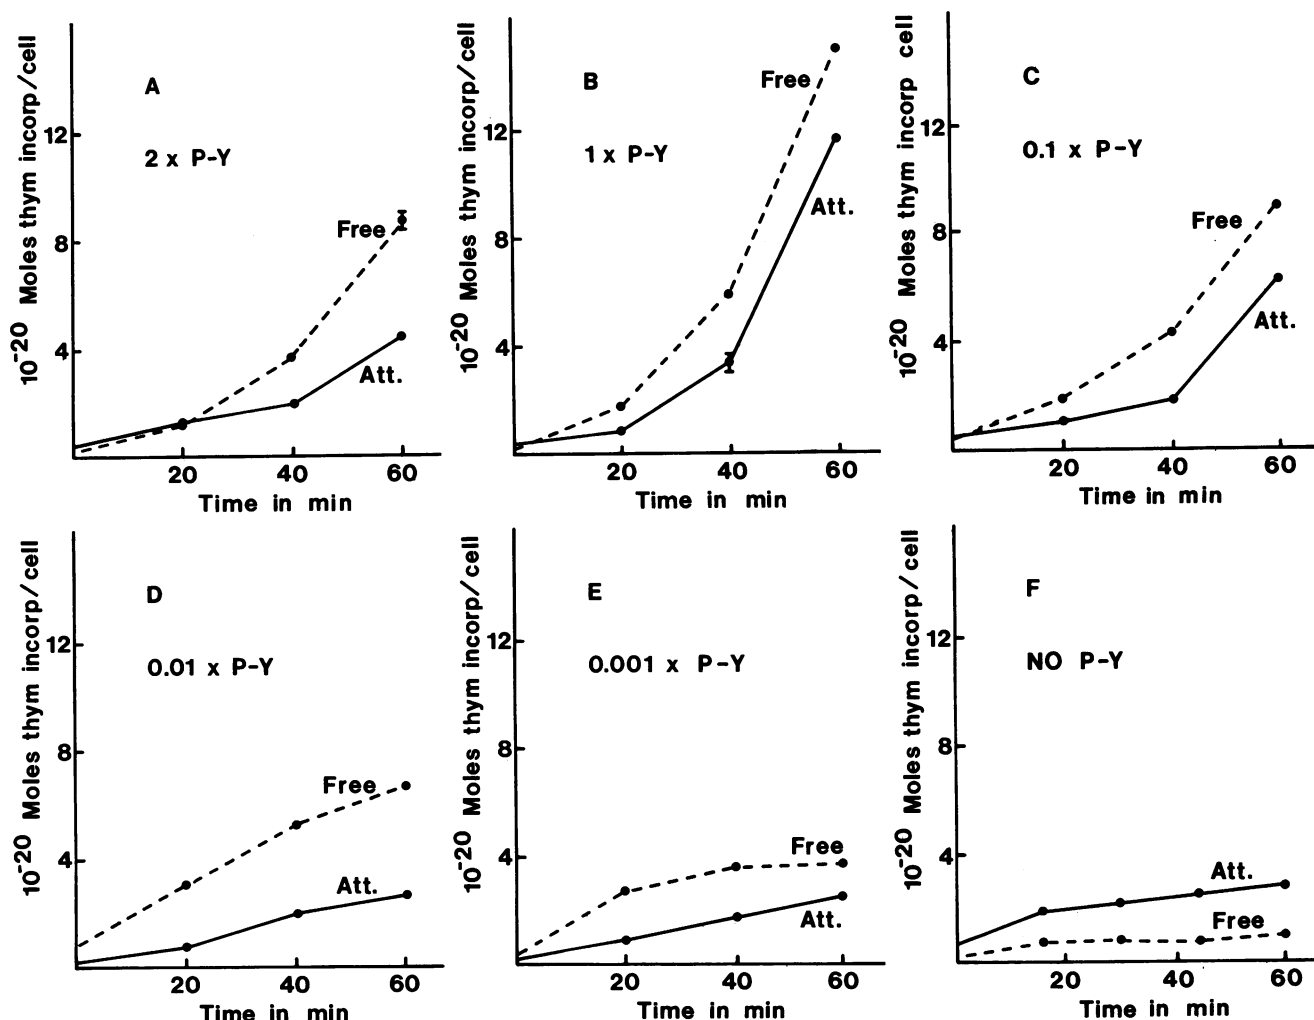 A
2 x P-Y
10⁻²⁰ Moles thym incorp/cell
12
8
4
Free
Att.
20 40 60
Time in min
B
1 x P-Y
10⁻²⁰ Moles thym incorp/cell
12
8
4
Free
Att.
20 40 60
Time in min
C
0.1 x P-Y
10⁻²⁰ Moles thym incorp cell
12
8
4
Free
Att.
20 40 60
Time in min
D
0.01 x P-Y
10⁻²⁰ Moles thym incorp/cell
12
8
4
Free
Att.
20 40 60
Time in min
E
0.001 x P-Y
10⁻²⁰ Moles thym incorp/cell
12
8
4
Free
Att.
20 40 60
Time in min
F
NO P-Y
10⁻²⁰ Moles thym incorp/cell
12
8
4
Att.
Free
20 40 60
Time in min